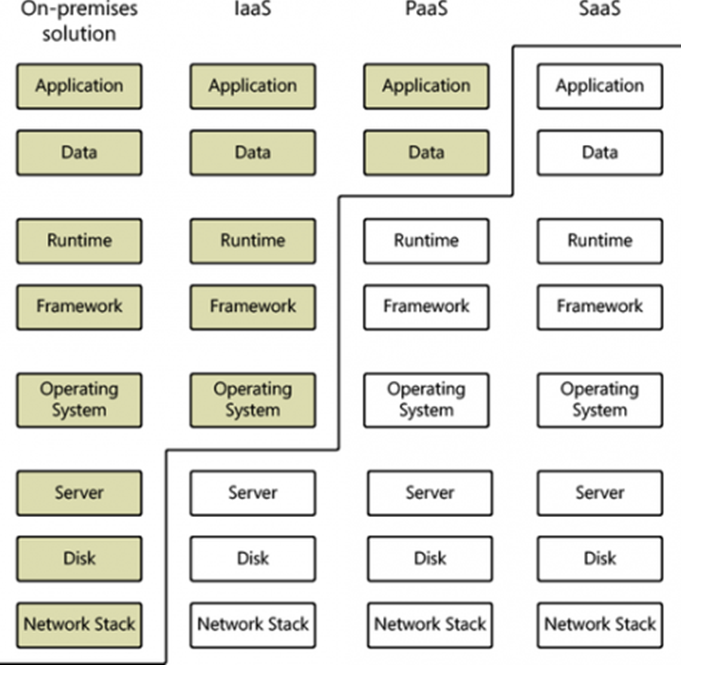 On-premises solution IaaS PaaS SaaS
Application Application Application Application
Data Data Data Data
Runtime Runtime Runtime Runtime
Framework Framework Framework Framework
Operating System Operating System Operating System Operating System
Server Server Server Server
Disk Disk Disk Disk
Network Stack Network Stack Network Stack Network Stack